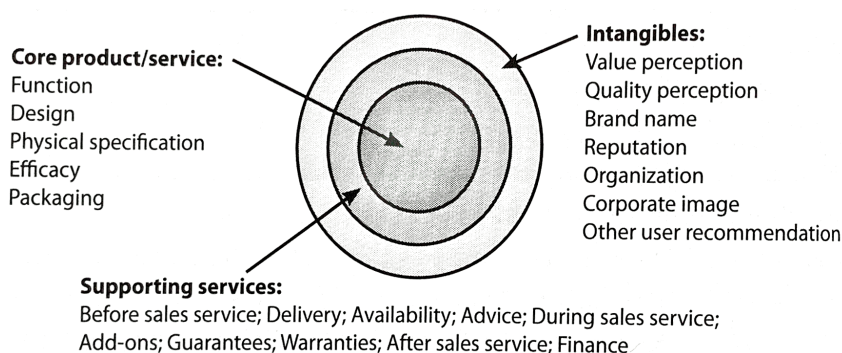 Core product/service:
Function
Design
Physical specification
Efficacy
Packaging
Intangibles:
Value perception
Quality perception
Brand name
Reputation
Organization
Corporate image
Other user recommendation
Supporting services:
Before sales service; Delivery; Availability; Advice; During sales service;
Add-ons; Guarantees; Warranties; After sales service; Finance